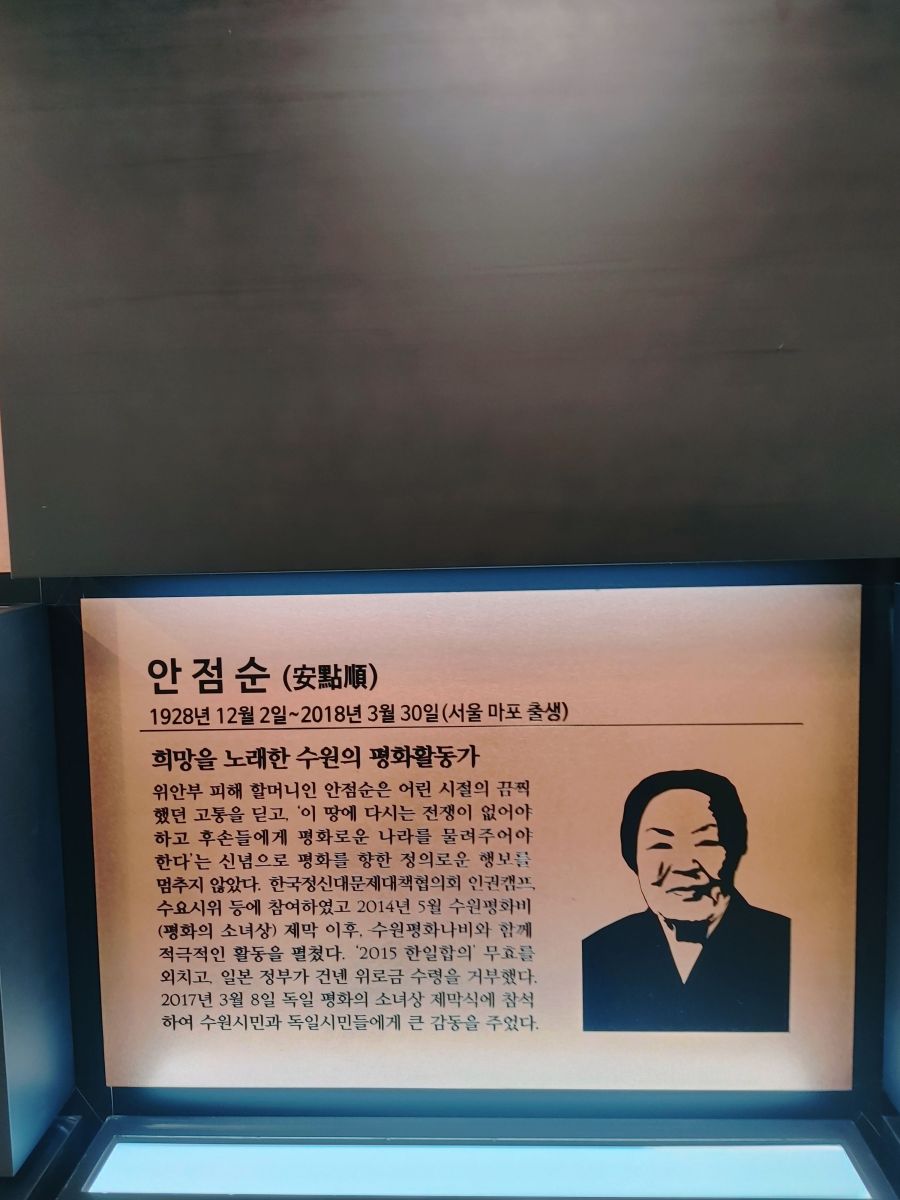 안점순 (安點順)
1928년 12월 2일~2018년 3월 30일(서울 마포 출생)
희망을 노래한 수원의 평화활동가
위안부 피해 할머니인 안점순은 어린 시절의 끔찍
했던 고통을 딛고, '이 땅에 다시는 전쟁이 없어야
하고 후손들에게 평화로운 나라를 물려주어야
한다'는 신념으로 평화를 향한 정의로운 행보를
멈추지 않았다. 한국정신대문제대책협의회 인권캠프,
수요시위 등에 참여하였고 2014년 5월 수원평화비
(평화의 소녀상) 제막 이후, 수원평화나비와 함께
적극적인 활동을 펼쳤다. '2015 한일합의' 무효를
외치고, 일본 정부가 건넨 위로금 수령을 거부했다.
2017년 3월 8일 독일 평화의 소녀상 제막식에 참석
하여 수원시민과 독일시민들에게 큰 감동을 주었다.